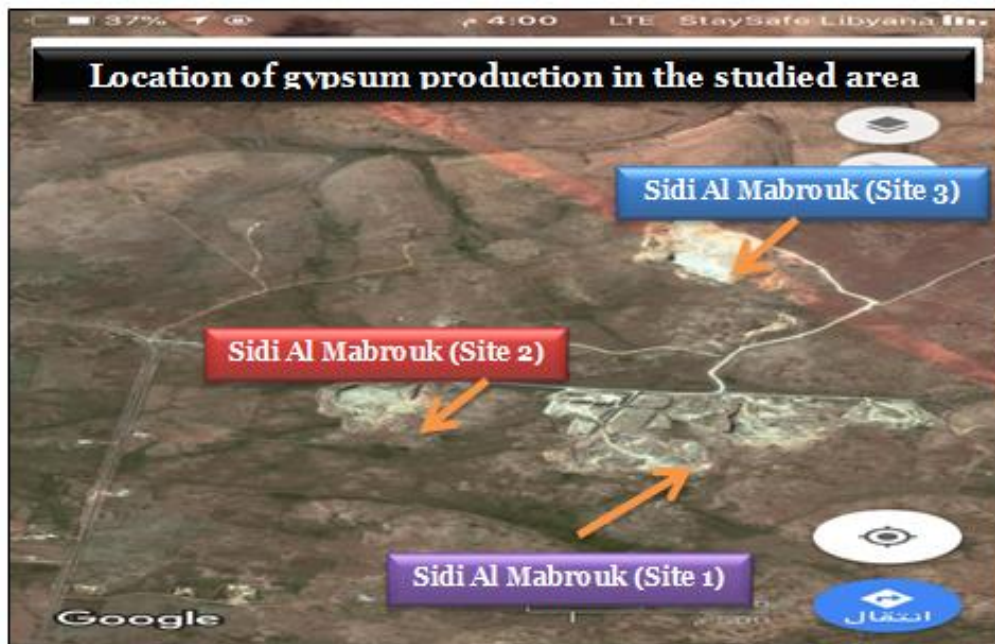 37% م 4:00 LTE StaySafe Libyana
Location of gypsum production in the studied area
Sidi Al Mabrouk (Site 3)
Sidi Al Mabrouk (Site 2)
Sidi Al Mabrouk (Site 1)
Google
انتقال